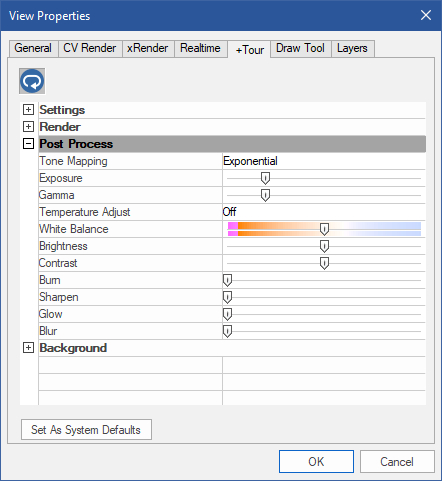 View Properties
General CV Render xRender Realtime +Tour Draw Tool Layers
Settings
Render
Post Process
Tone Mapping Exponential
Exposure
Gamma
Temperature Adjust Off
White Balance
Brightness
Contrast
Burn
Sharpen
Glow
Blur
Background
Set As System Defaults
OK Cancel